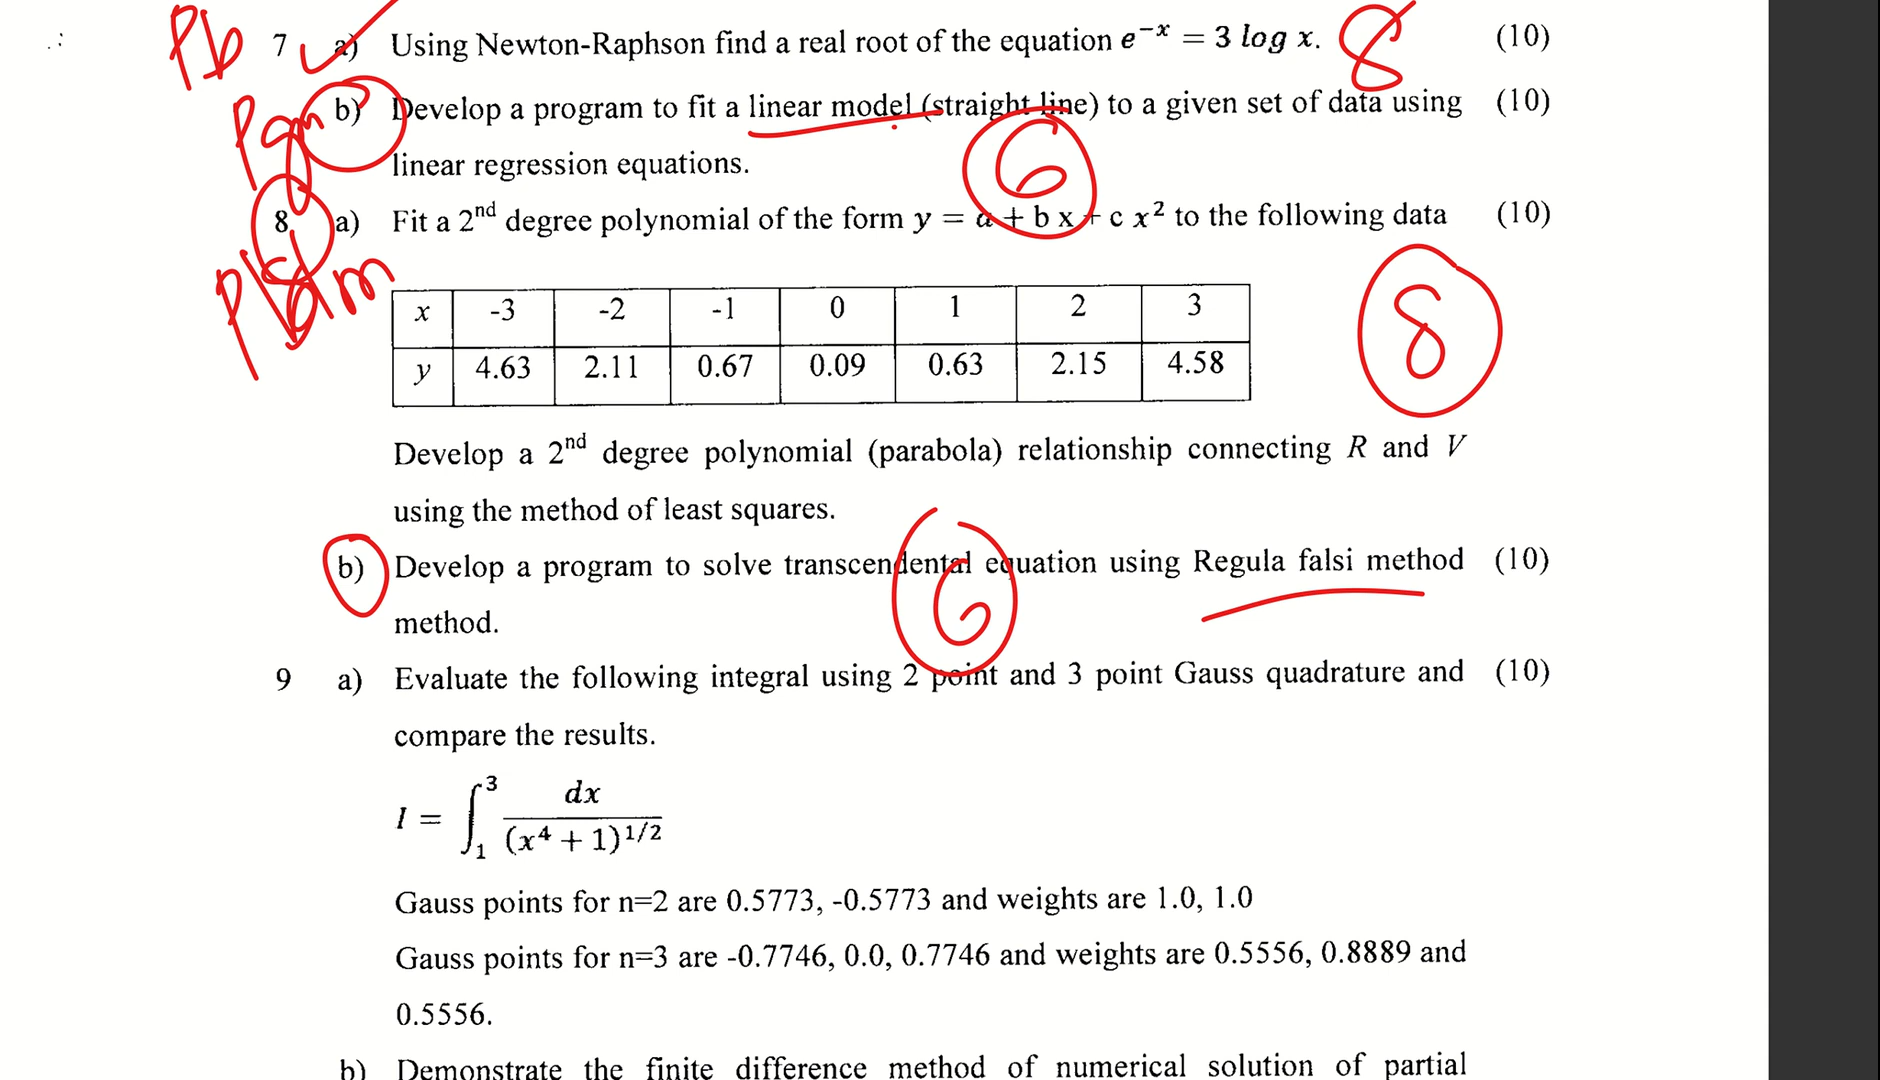 Pb 7 a) Using Newton-Raphson find a real root of the equation e⁻ˣ = 3 log x. 8 (10)
Pgm b) Develop a program to fit a linear model (straight line) to a given set of data using (10)
linear regression equations. 6
8. a) Fit a 2nd degree polynomial of the form y = a + b x + c x² to the following data (10)
x -3 -2 -1 0 1 2 3
8
y 4.63 2.11 0.67 0.09 0.63 2.15 4.58
Develop a 2nd degree polynomial (parabola) relationship connecting R and V
using the method of least squares.
b) Develop a program to solve transcendental equation using Regula falsi method (10)
6
method.
9 a) Evaluate the following integral using 2 point and 3 point Gauss quadrature and (10)
compare the results.
I = ∫₁³ dx / (x⁴ + 1)^1/2
Gauss points for n=2 are 0.5773, -0.5773 and weights are 1.0, 1.0
Gauss points for n=3 are -0.7746, 0.0, 0.7746 and weights are 0.5556, 0.8889 and
0.5556.
b) Demonstrate the finite difference method of numerical solution of partial